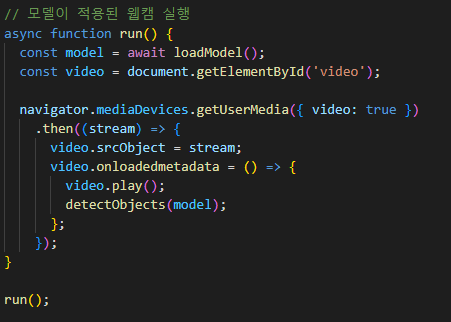 // 모델이 적용된 웹캠 실행
async function run() {
  const model = await loadModel();
  const video = document.getElementById('video');

  navigator.mediaDevices.getUserMedia({ video: true })
    .then((stream) => {
      video.srcObject = stream;
      video.onloadedmetadata = () => {
        video.play();
        detectObjects(model);
      };
    });
}

run();